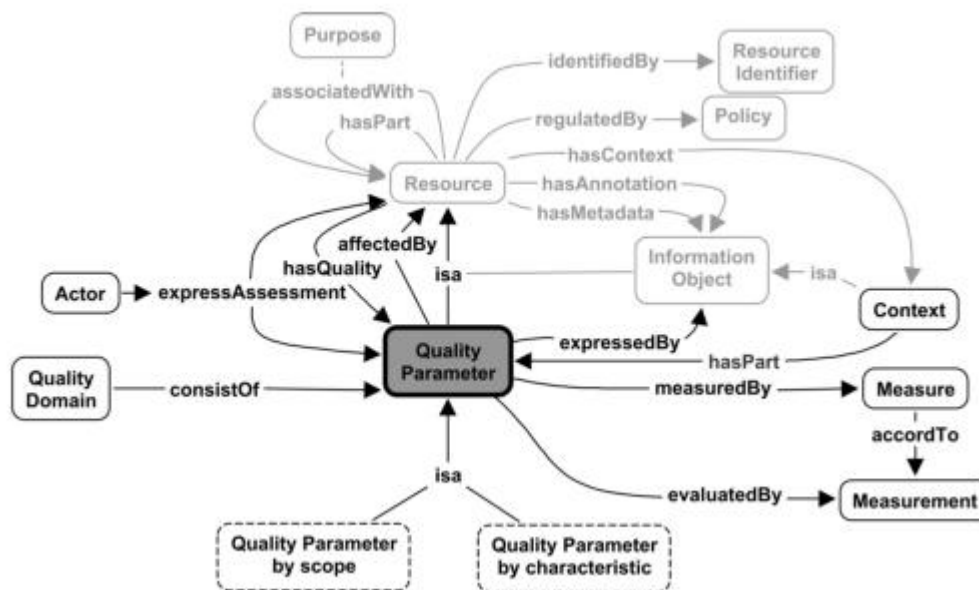 Purpose
identifiedBy
Resource
Identifier
associatedWith
hasPart
regulatedBy
Policy
hasContext
Resource
hasAnnotation
hasMetadata
affectedBy
hasQuality
isa
Information
Object
isa
Actor
expressAssessment
Context
Quality
Parameter
expressedBy
hasPart
Quality
Domain
consistOf
measuredBy
Measure
accordTo
isa
evaluatedBy
Measurement
Quality Parameter
by scope
Quality Parameter
by characteristic